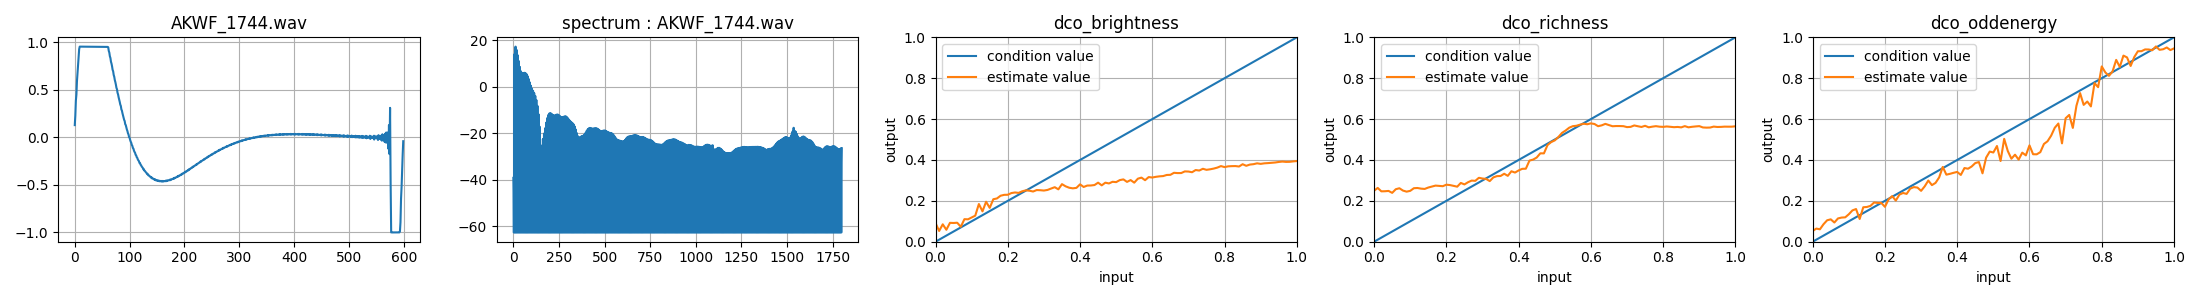 AKWF_1744.wav
1.0
0.5
0.0
−0.5
−1.0
0 100 200 300 400 500 600
spectrum : AKWF_1744.wav
20
0
−20
−40
−60
0 250 500 750 1000 1250 1500 1750
dco_brightness
condition value
estimate value
output
1.0
0.8
0.6
0.4
0.2
0.0
0.0 0.2 0.4 0.6 0.8 1.0
input
dco_richness
condition value
estimate value
output
1.0
0.8
0.6
0.4
0.2
0.0
0.0 0.2 0.4 0.6 0.8 1.0
input
dco_oddenergy
condition value
estimate value
output
1.0
0.8
0.6
0.4
0.2
0.0
0.0 0.2 0.4 0.6 0.8 1.0
input